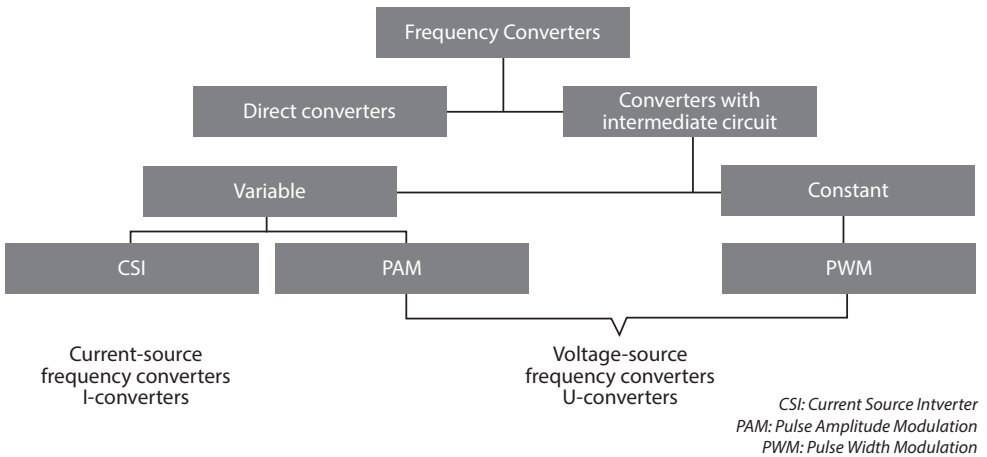 Frequency Converters
Direct converters
Converters with
intermediate circuit
Variable
Constant
CSI
PAM
PWM
Current-source
frequency converters
I-converters
Voltage-source
frequency converters
U-converters
CSI: Current Source Intverter
PAM: Pulse Amplitude Modulation
PWM: Pulse Width Modulation